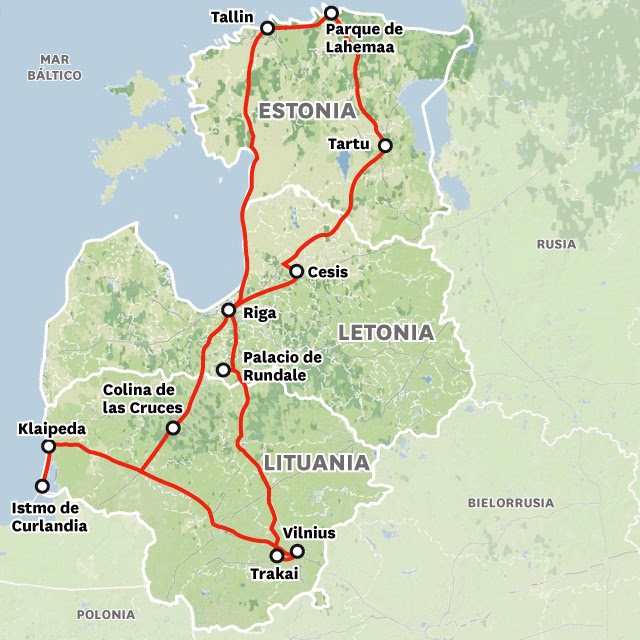 Tallin
Parque de
Lahemaa
MAR
BÁLTICO
ESTONIA
Tartu
RUSIA
Cesis
Riga
LETONIA
Palacio de
Rundale
Colina de
las Cruces
Klaipeda
LITUANIA
Istmo de
Curlandia
BIELORRUSIA
Vilnius
Trakai
POLONIA